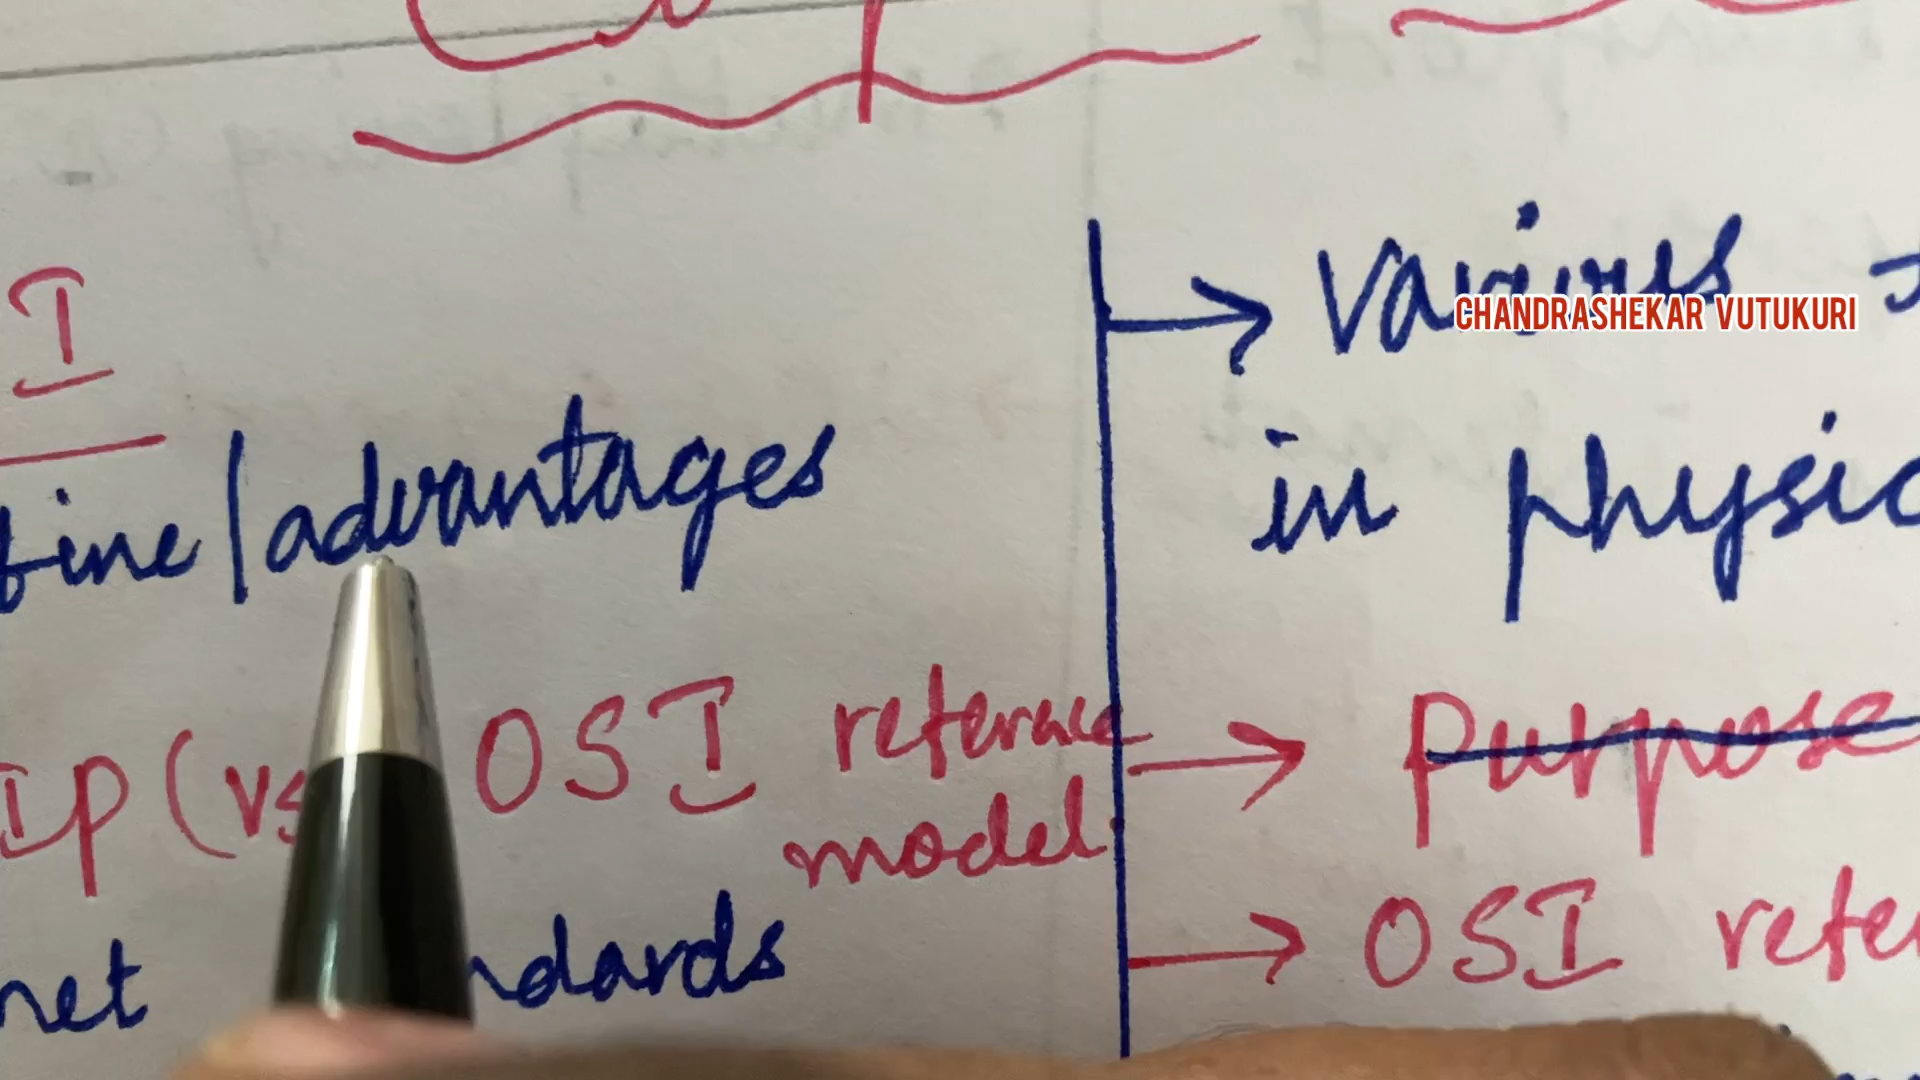 I
fine/advantages
IP (vs OSI reference
model.
net ndards
various
CHANDRASHEKAR VUTUKURI
in physic
purpose
OSI refer